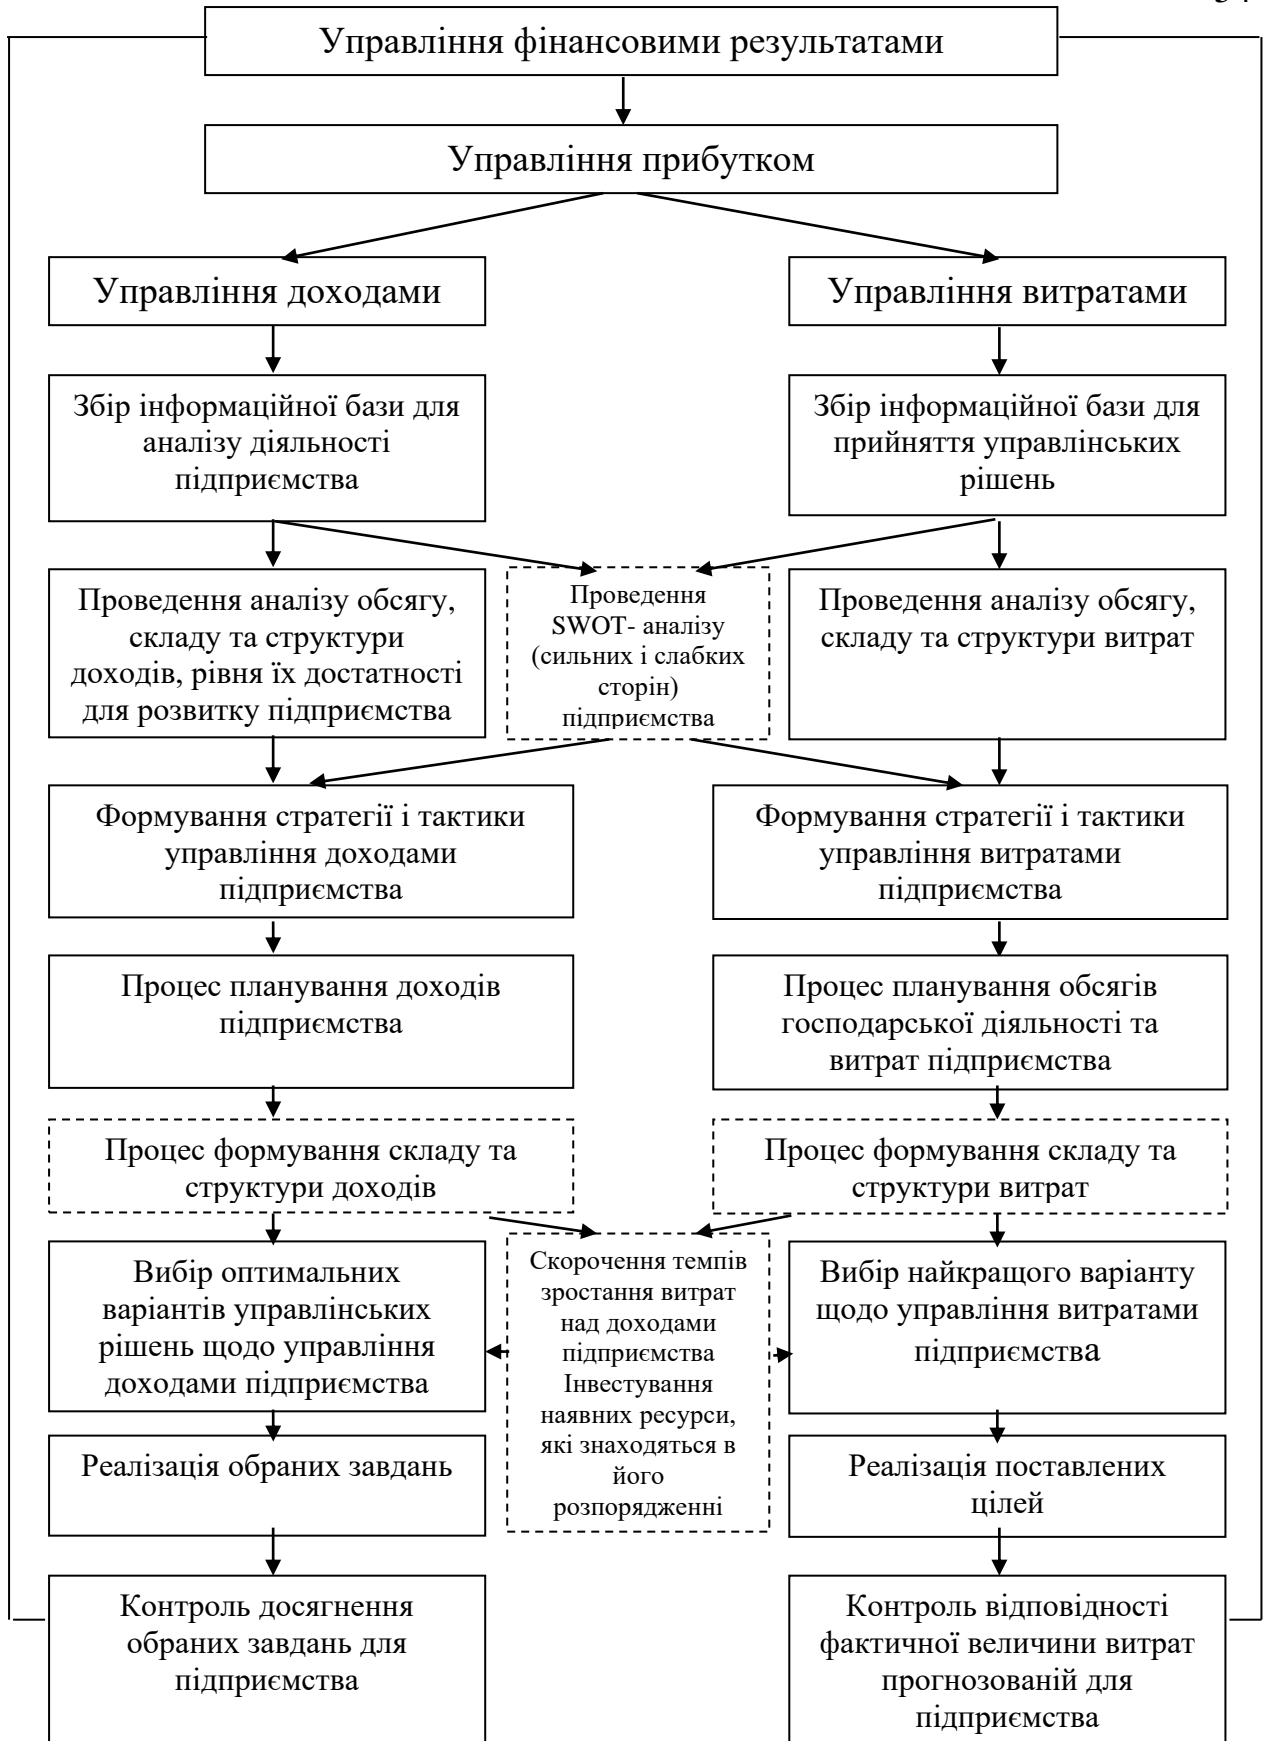 Управління фінансовими результатами
Управління прибутком
Управління доходами
Управління витратами
Збір інформаційної бази для
аналізу діяльності
підприємства
Збір інформаційної бази для
прийняття управлінських
рішень
Проведення аналізу обсягу,
складу та структури
доходів, рівня їх достатності
для розвитку підприємства
Проведення
SWOT- аналізу
(сильних і слабких
сторін)
підприємства
Проведення аналізу обсягу,
складу та структури витрат
Формування стратегії і тактики
управління доходами
підприємства
Формування стратегії і тактики
управління витратами
підприємства
Процес планування доходів
підприємства
Процес планування обсягів
господарської діяльності та
витрат підприємства
Процес формування складу та
структури доходів
Процес формування складу та
структури витрат
Вибір оптимальних
варіантів управлінських
рішень щодо управління
доходами підприємства
Скорочення темпів
зростання витрат
над доходами
підприємства
Інвестування
наявних ресурси,
які знаходяться в
його
розпорядженні
Вибір найкращого варіанту
щодо управління витратами
підприємства
Реалізація обраних завдань
Реалізація поставлених
цілей
Контроль досягнення
обраних завдань для
підприємства
Контроль відповідності
фактичної величини витрат
прогнозованій для
підприємства